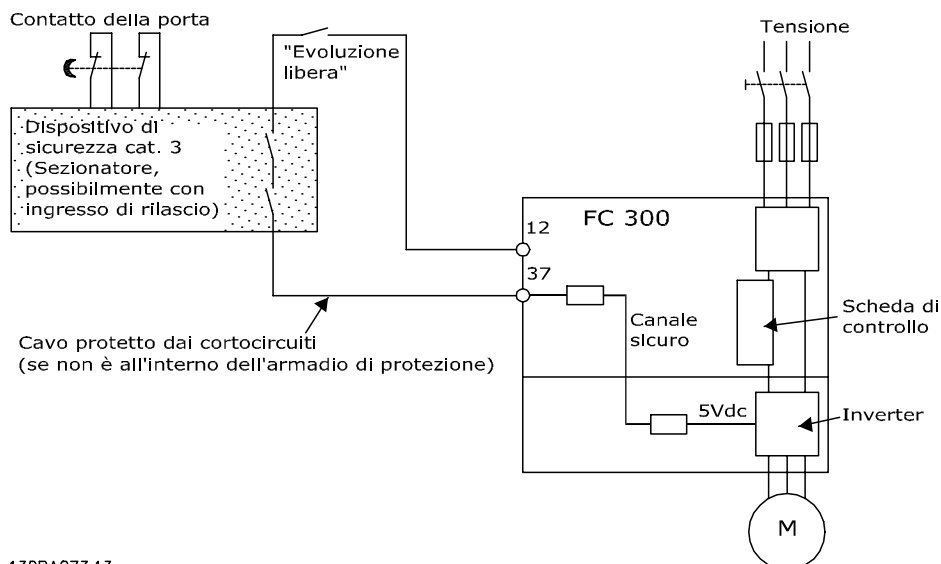 Contatto della porta
"Evoluzione
libera"
Tensione
Dispositivo di
sicurezza cat. 3
(Sezionatore,
possibilmente con
ingresso di rilascio)
FC 300
12
37
Canale
sicuro
Scheda di
controllo
Cavo protetto dai cortocircuiti
(se non è all'interno dell'armadio di protezione)
5Vdc
Inverter
M